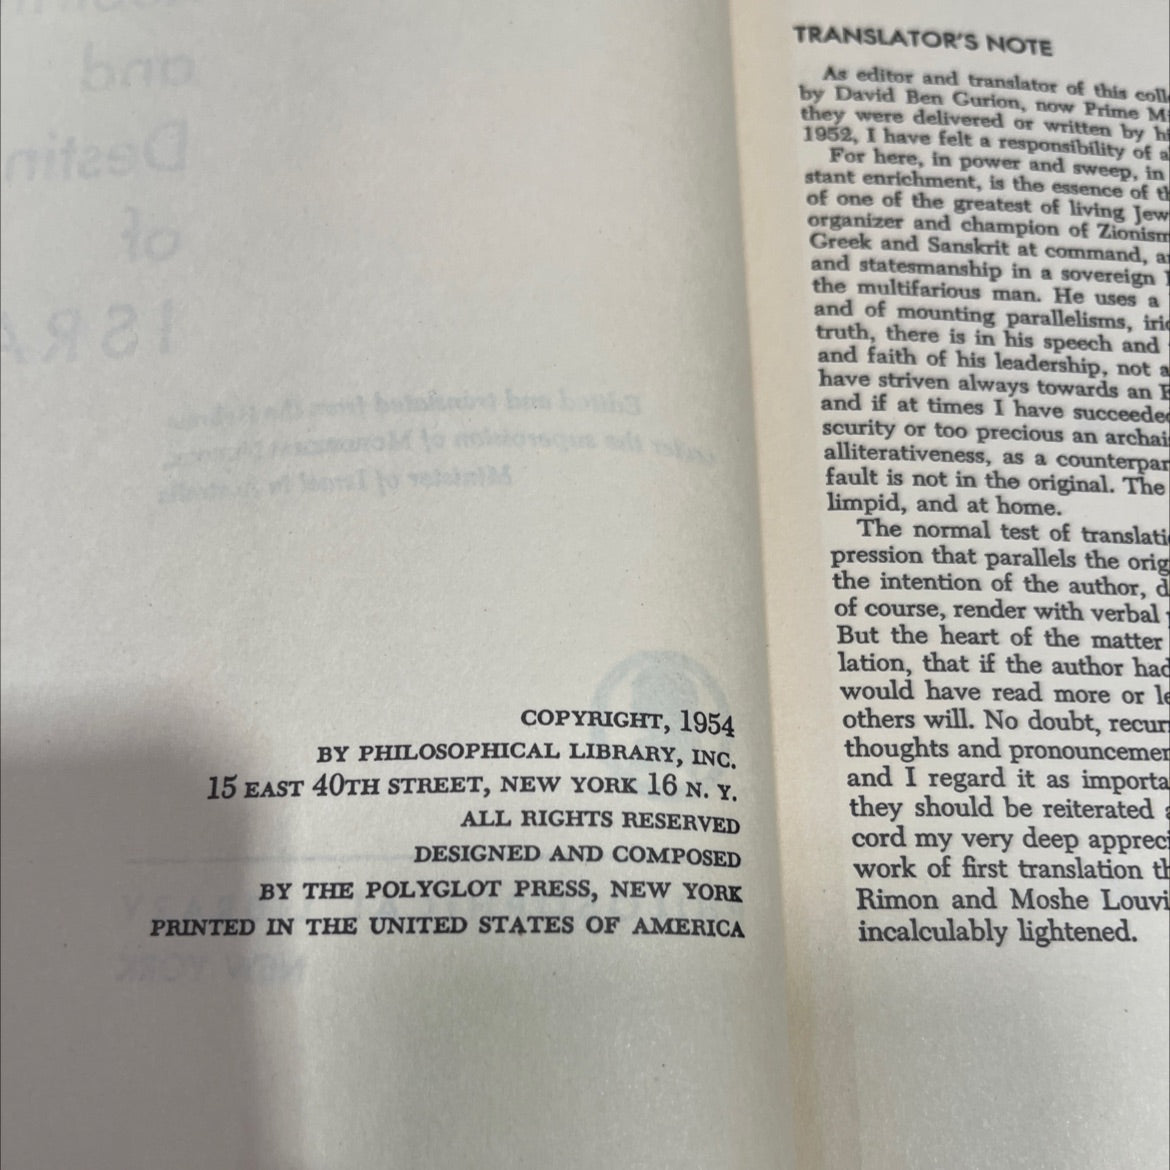 COPYRIGHT, 1954
BY PHILOSOPHICAL LIBRARY, INC.
15 EAST 40TH STREET, NEW YORK 16 N. Y.
ALL RIGHTS RESERVED
DESIGNED AND COMPOSED
BY THE POLYGLOT PRESS, NEW YORK
PRINTED IN THE UNITED STATES OF AMERICA
TRANSLATOR'S NOTE
As editor and translator of this coll
by David Ben Gurion, now Prime M
they were delivered or written by h
1952, I have felt a responsibility of a
For here, in power and sweep, in
stant enrichment, is the essence of th
of one of the greatest of living Jew
organizer and champion of Zionism
Greek and Sanskrit at command, a
and statesmanship in a sovereign
the multifarious man. He uses a
and of mounting parallelisms, iri
truth, there is in his speech and
and faith of his leadership, not a
have striven always towards an E
and if at times I have succeeded
scurity or too precious an archai
alliterativeness, as a counterpar
fault is not in the original. The
limpid, and at home.
The normal test of translati
pression that parallels the orig
the intention of the author, d
of course, render with verbal
But the heart of the matter
lation, that if the author had
would have read more or le
others will. No doubt, recur
thoughts and pronouncemen
and I regard it as importa
they should be reiterated a
cord my very deep appreci
work of first translation th
Rimon and Moshe Louvi
incalculably lightened.